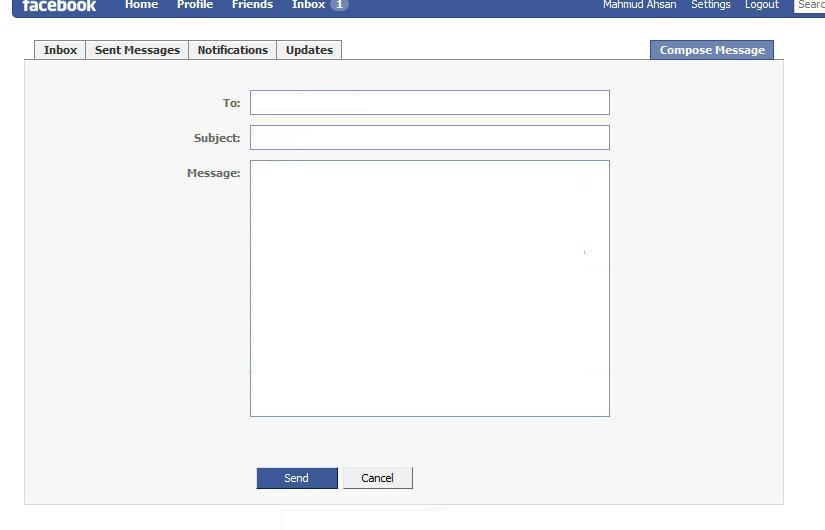 facebook Home Profile Friends Inbox 1 Mahmud Ahsan Settings Logout Searc
Inbox Sent Messages Notifications Updates Compose Message
To:
Subject:
Message:
Send Cancel